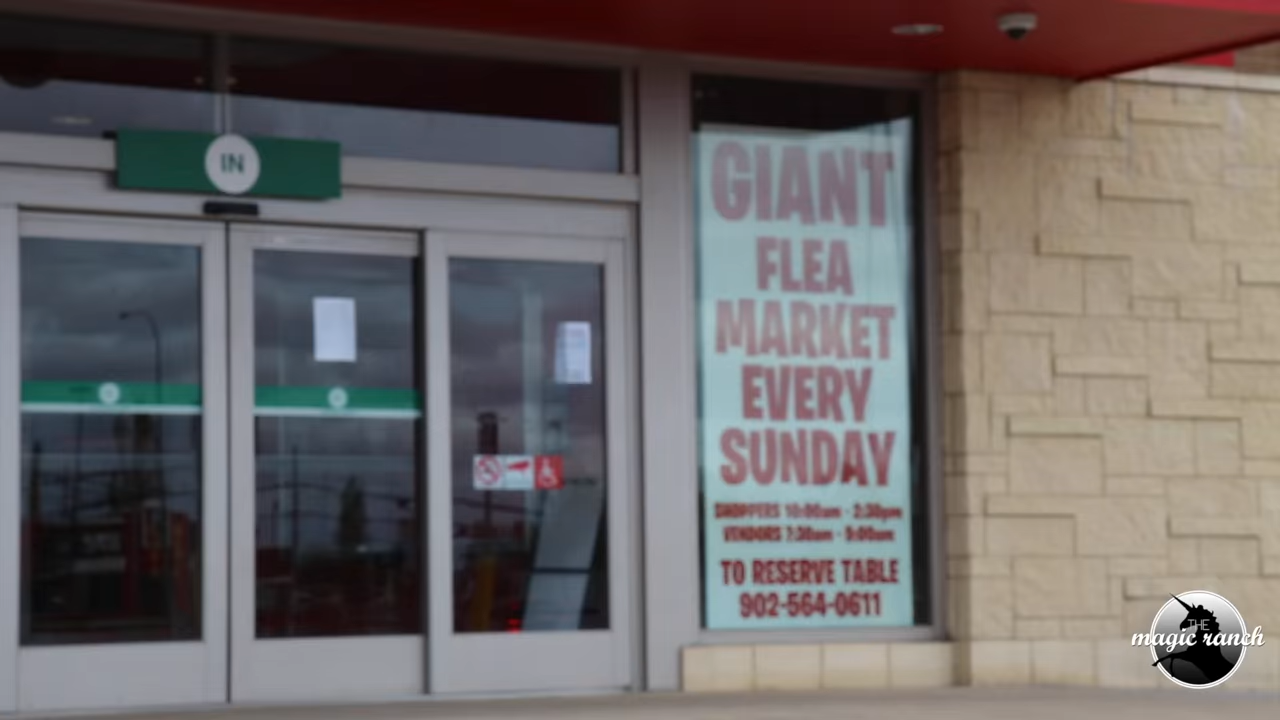 IN
GIANT
FLEA
MARKET
EVERY
SUNDAY
SHOPPERS 10:00am - 2:30pm
VENDORS 7:30am - 9:00am
TO RESERVE TABLE
902-564-0611
THE
magic ranch